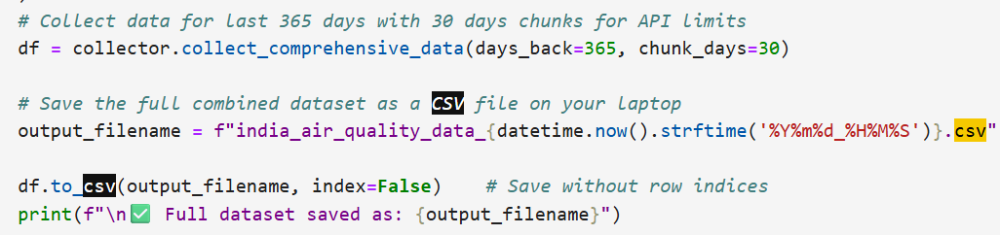 # Collect data for last 365 days with 30 days chunks for API limits
df = collector.collect_comprehensive_data(days_back=365, chunk_days=30)
# Save the full combined dataset as a CSV file on your laptop
output_filename = f"india_air_quality_data_{datetime.now().strftime('%Y%m%d_%H%M%S')}.csv"
df.to_csv(output_filename, index=False)    # Save without row indices
print(f"\n✅ Full dataset saved as: {output_filename}")